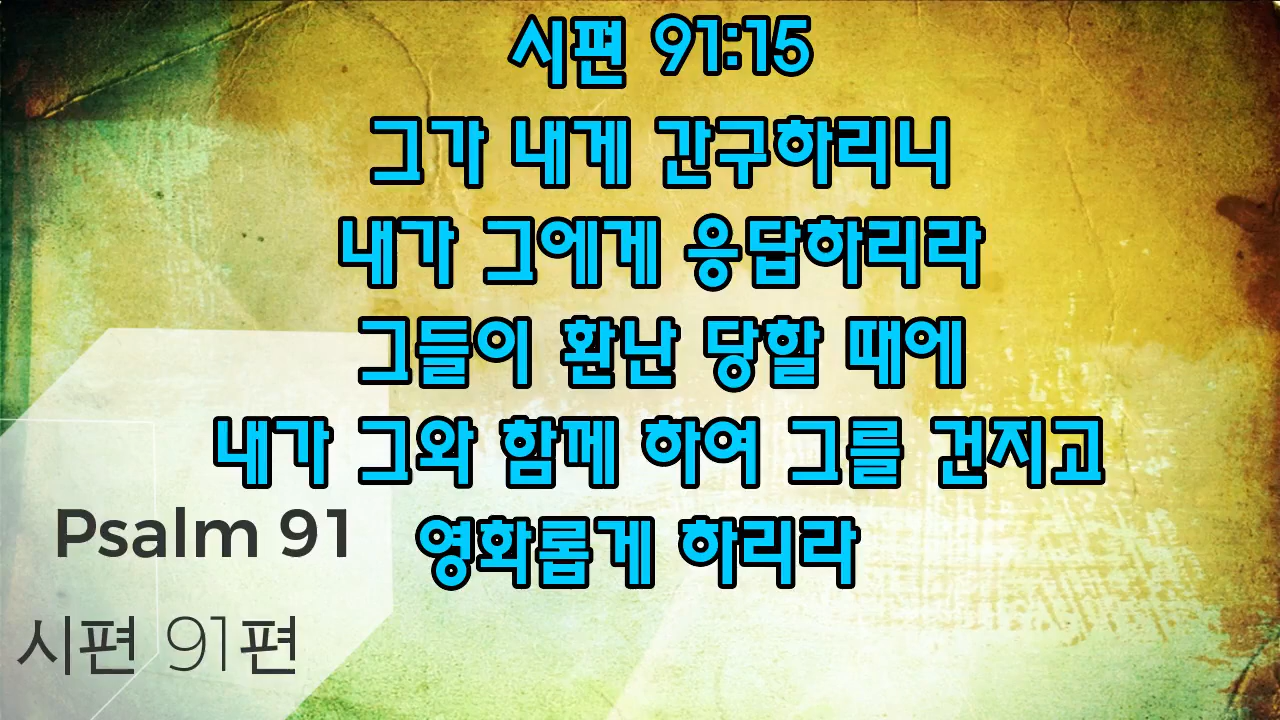 시편 91:15
그가 내게 간구하리니
내가 그에게 응답하리라
그들이 환난 당할 때에
내가 그와 함께 하여 그를 건지고
영화롭게 하리라
Psalm 91
시편 91편